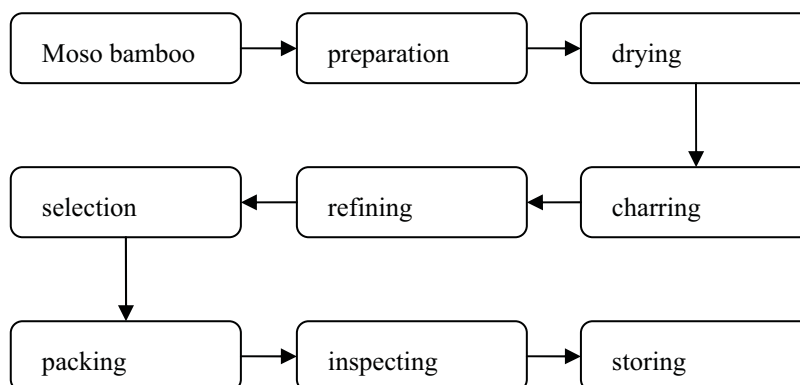 Moso bamboo
preparation
drying
charring
refining
selection
packing
inspecting
storing